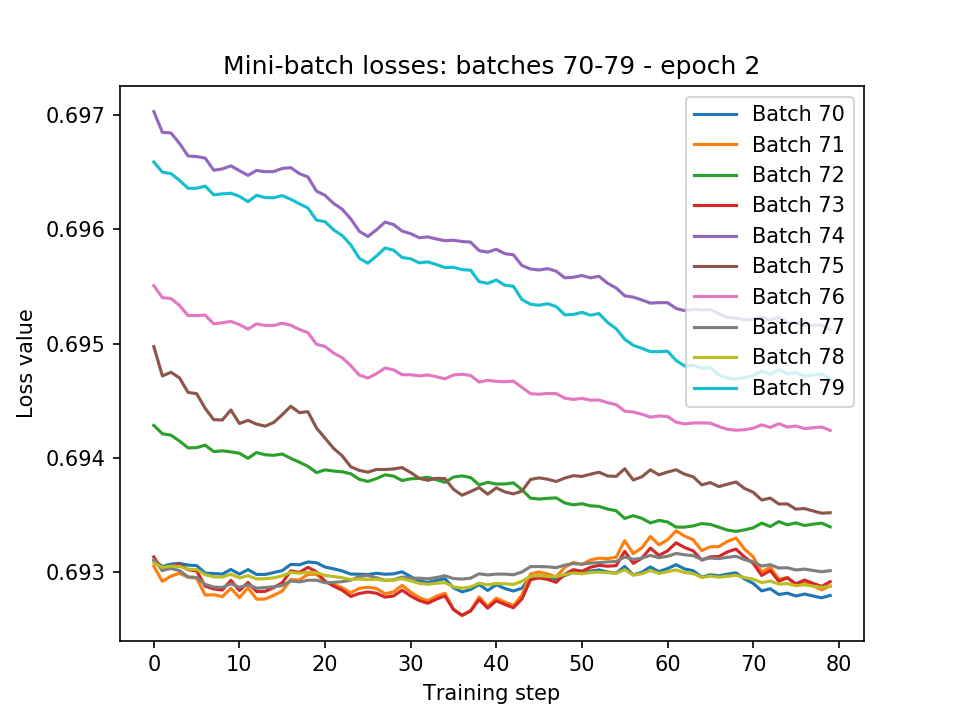 Mini-batch losses: batches 70-79 - epoch 2
0.697
0.696
0.695
0.694
0.693
Loss value
Batch 70
Batch 71
Batch 72
Batch 73
Batch 74
Batch 75
Batch 76
Batch 77
Batch 78
Batch 79
0 10 20 30 40 50 60 70 80
Training step